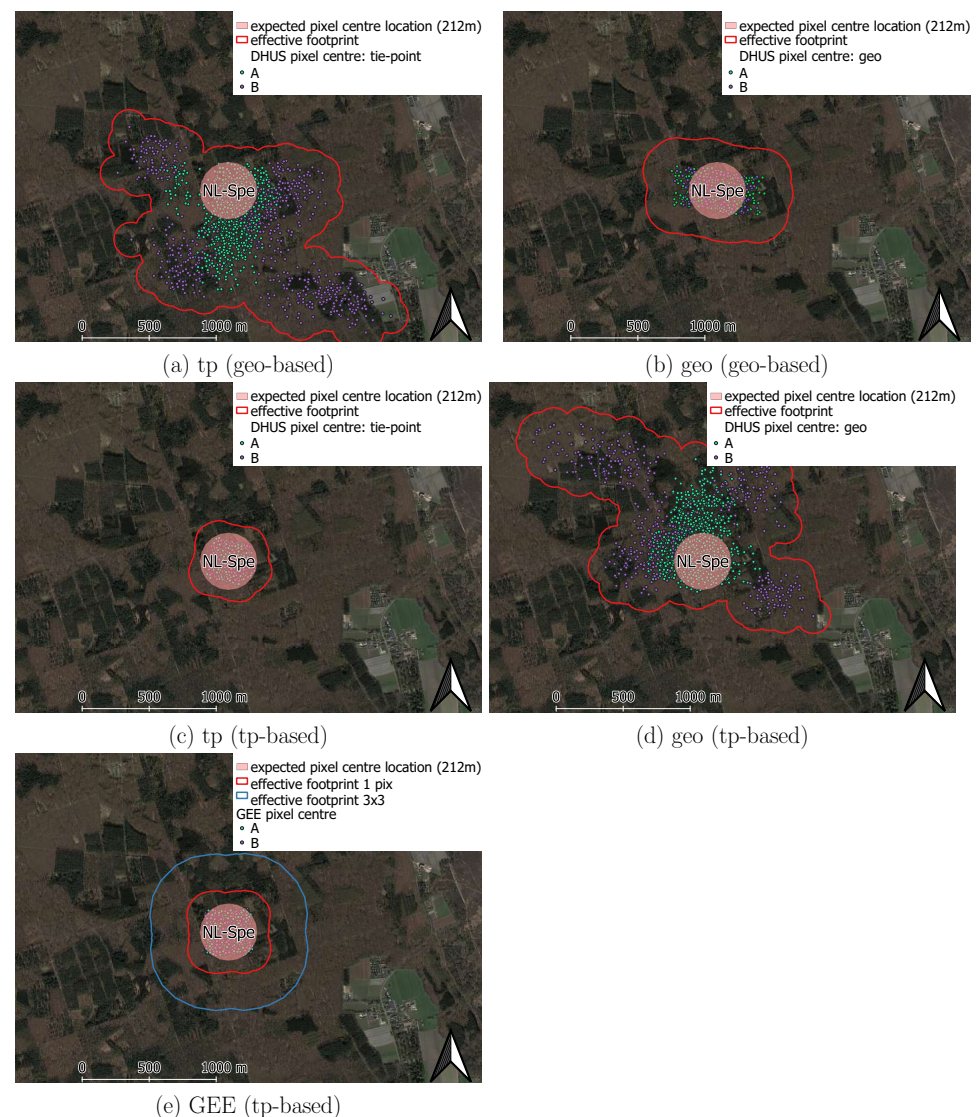 expected pixel centre location (212m)
effective footprint
DHUS pixel centre: tie-point
A
B
NL-Spe
0 500 1000 m
(a) tp (geo-based)
expected pixel centre location (212m)
effective footprint
DHUS pixel centre: geo
A
B
NL-Spe
0 500 1000 m
(b) geo (geo-based)
expected pixel centre location (212m)
effective footprint
DHUS pixel centre: tie-point
A
B
NL-Spe
0 500 1000 m
(c) tp (tp-based)
expected pixel centre location (212m)
effective footprint
DHUS pixel centre: geo
A
B
NL-Spe
0 500 1000 m
(d) geo (tp-based)
expected pixel centre location (212m)
effective footprint 1 pix
effective footprint 3x3
GEE pixel centre
A
B
NL-Spe
0 500 1000 m
(e) GEE (tp-based)